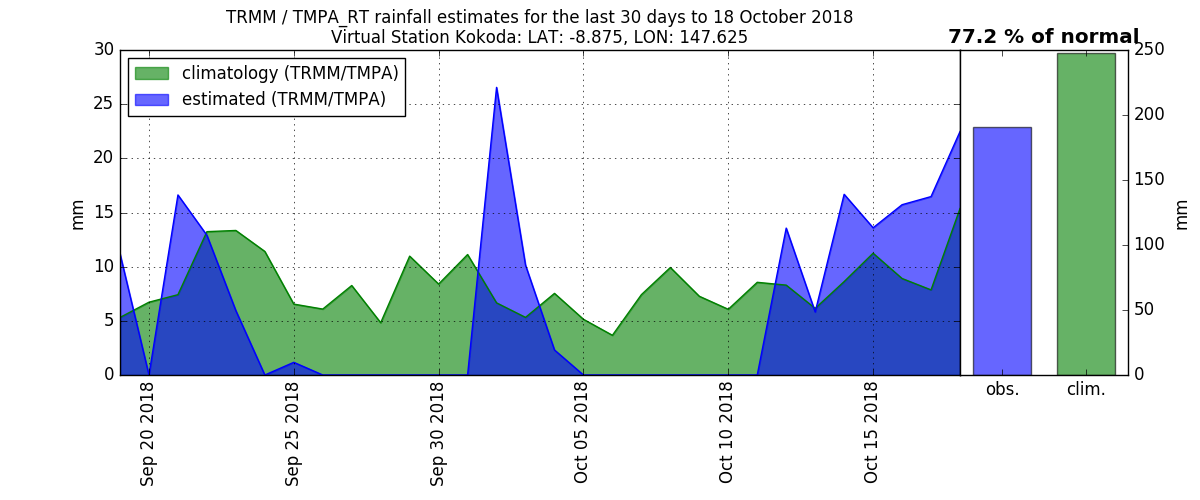 TRMM / TMPA_RT rainfall estimates for the last 30 days to 18 October 2018
Virtual Station Kokoda: LAT: -8.875, LON: 147.625
77.2 % of normal
climatology (TRMM/TMPA)
estimated (TRMM/TMPA)
30
25
20
15
10
5
0
mm
Sep 20 2018
Sep 25 2018
Sep 30 2018
Oct 05 2018
Oct 10 2018
Oct 15 2018
obs.
clim.
250
200
150
100
50
0
mm